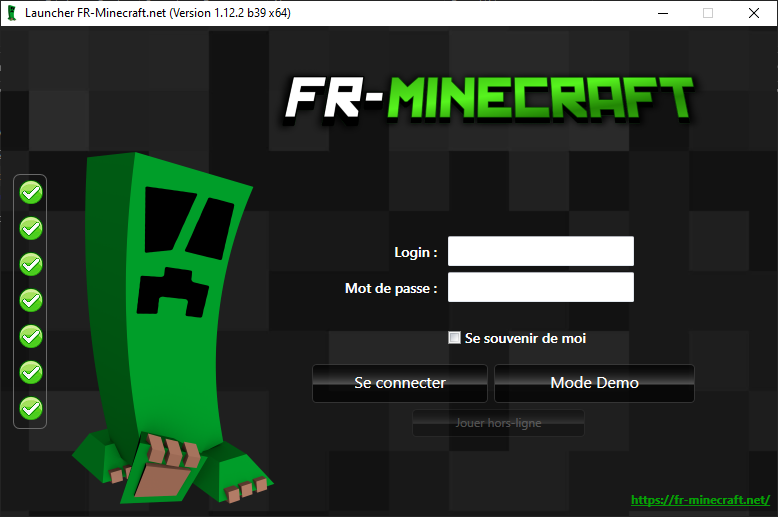 Launcher FR-Minecraft.net (Version 1.12.2 b39 x64)
FR-MINECRAFT
Login :
Mot de passe :
Se souvenir de moi
Se connecter
Mode Demo
Jouer hors-ligne
https://fr-minecraft.net/